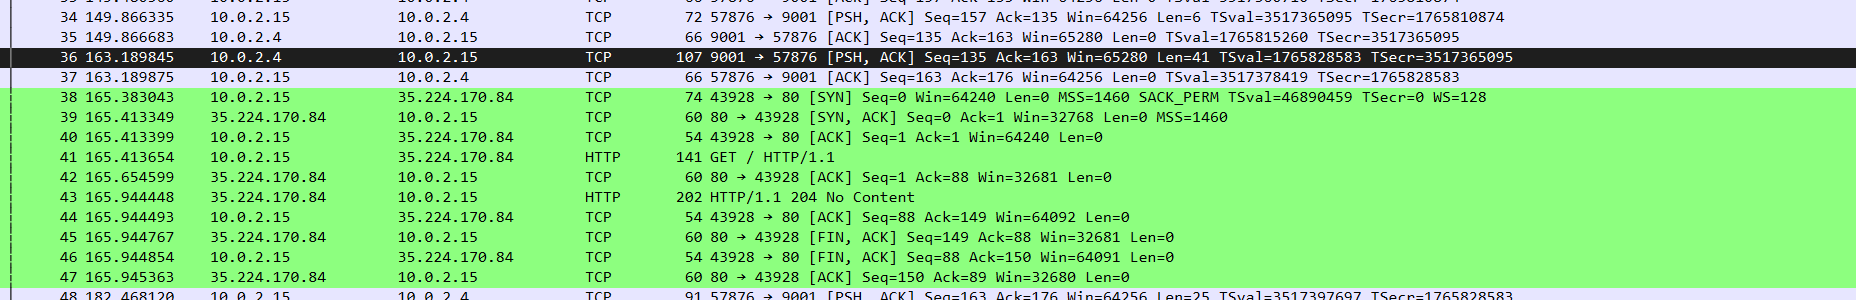 34 149.866335 10.0.2.15 10.0.2.4 TCP 72 57876 → 9001 [PSH, ACK] Seq=157 Ack=135 Win=64256 Len=6 TSval=3517365095 TSecr=1765810874
35 149.866683 10.0.2.4 10.0.2.15 TCP 66 9001 → 57876 [ACK] Seq=135 Ack=163 Win=65280 Len=0 TSval=1765815260 TSecr=3517365095
36 163.189845 10.0.2.4 10.0.2.15 TCP 107 9001 → 57876 [PSH, ACK] Seq=135 Ack=163 Win=65280 Len=41 TSval=1765828583 TSecr=3517365095
37 163.189875 10.0.2.15 10.0.2.4 TCP 66 57876 → 9001 [ACK] Seq=163 Ack=176 Win=64256 Len=0 TSval=3517378419 TSecr=1765828583
38 165.383043 10.0.2.15 35.224.170.84 TCP 74 43928 → 80 [SYN] Seq=0 Win=64240 Len=0 MSS=1460 SACK_PERM TSval=46890459 TSecr=0 WS=128
39 165.413349 35.224.170.84 10.0.2.15 TCP 60 80 → 43928 [SYN, ACK] Seq=0 Ack=1 Win=32768 Len=0 MSS=1460
40 165.413399 10.0.2.15 35.224.170.84 TCP 54 43928 → 80 [ACK] Seq=1 Ack=1 Win=64240 Len=0
41 165.413654 10.0.2.15 35.224.170.84 HTTP 141 GET / HTTP/1.1
42 165.654599 35.224.170.84 10.0.2.15 TCP 60 80 → 43928 [ACK] Seq=1 Ack=88 Win=32681 Len=0
43 165.944448 35.224.170.84 10.0.2.15 HTTP 202 HTTP/1.1 204 No Content
44 165.944493 10.0.2.15 35.224.170.84 TCP 54 43928 → 80 [ACK] Seq=88 Ack=149 Win=64092 Len=0
45 165.944767 35.224.170.84 10.0.2.15 TCP 60 80 → 43928 [FIN, ACK] Seq=149 Ack=88 Win=32681 Len=0
46 165.944854 10.0.2.15 35.224.170.84 TCP 54 43928 → 80 [FIN, ACK] Seq=88 Ack=150 Win=64091 Len=0
47 165.945363 35.224.170.84 10.0.2.15 TCP 60 80 → 43928 [ACK] Seq=150 Ack=89 Win=32680 Len=0
48 182.468120 10.0.2.15 10.0.2.4 TCP 91 57876 → 9001 [PSH, ACK] Seq=163 Ack=176 Win=64256 Len=25 TSval=3517397697 TSecr=1765828583